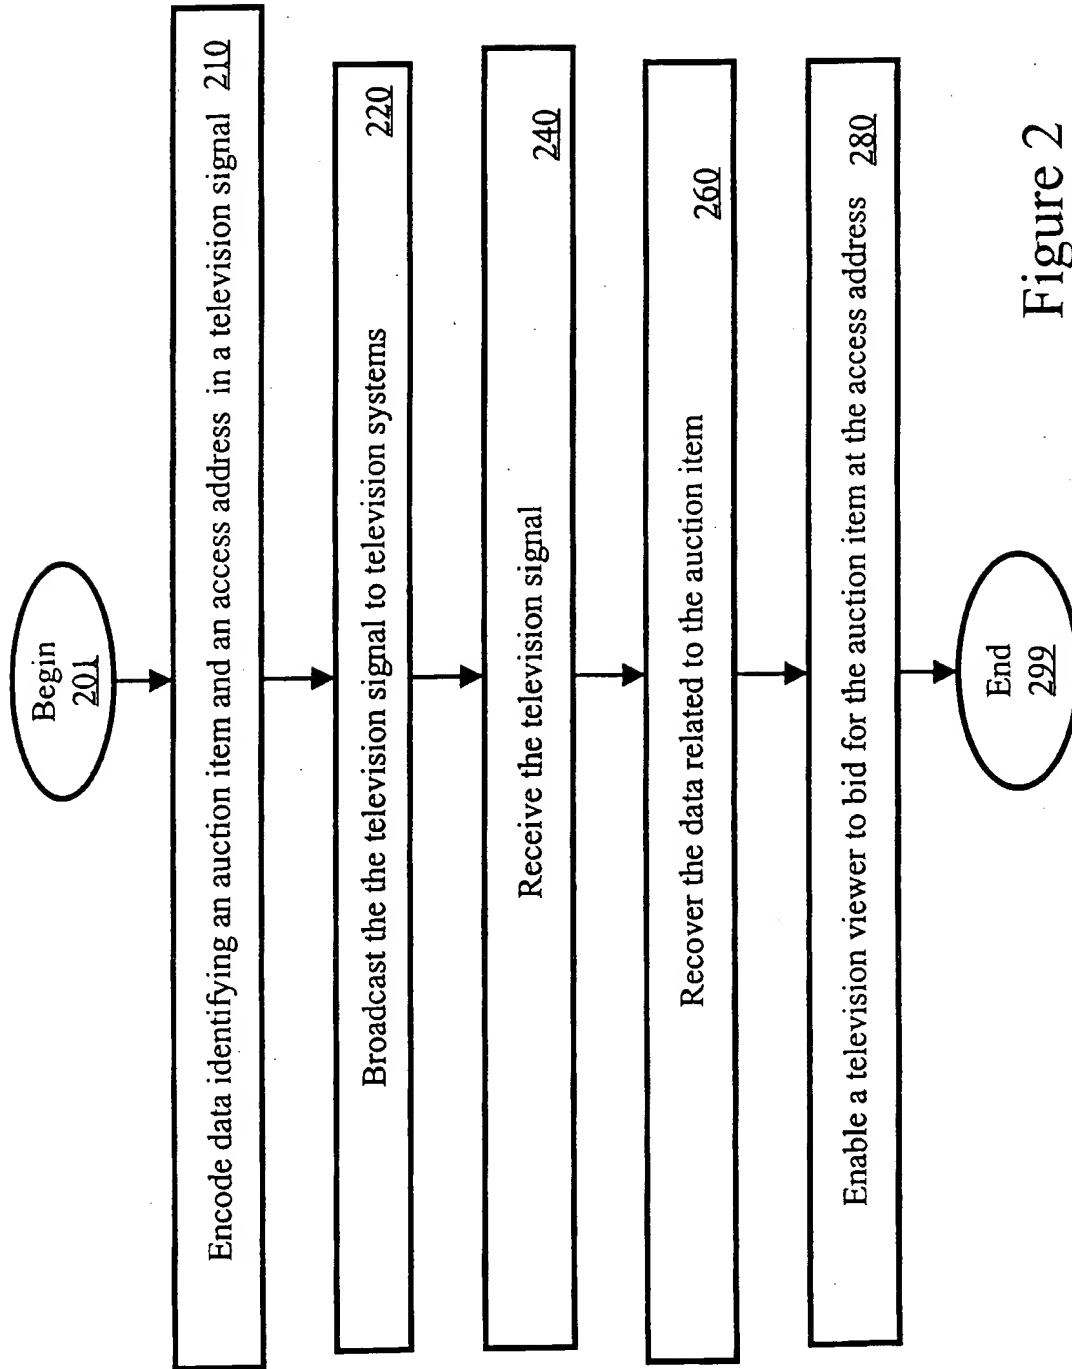 Begin
201
Encode data identifying an auction item and an access address in a television signal 210
Broadcast the the television signal to television systems 220
Receive the television signal 240
Recover the data related to the auction item 260
Enable a television viewer to bid for the auction item at the access address 280
End
299
Figure 2